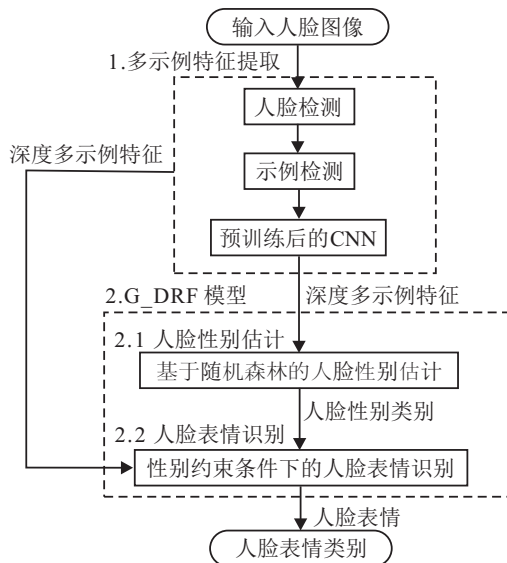 输入人脸图像
1.多示例特征提取
人脸检测
深度多示例特征
示例检测
预训练后的CNN
2.G_DRF 模型
深度多示例特征
2.1 人脸性别估计
基于随机森林的人脸性别估计
人脸性别类别
2.2 人脸表情识别
性别约束条件下的人脸表情识别
人脸表情
人脸表情类别